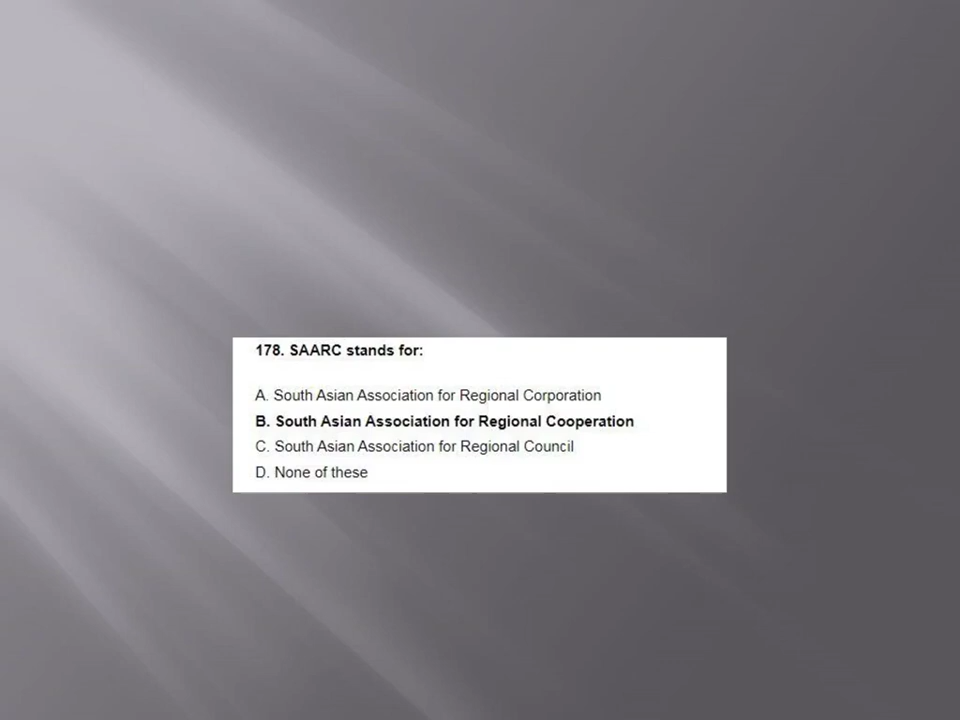 178. SAARC stands for:
A. South Asian Association for Regional Corporation
B. South Asian Association for Regional Cooperation
C. South Asian Association for Regional Council
D. None of these